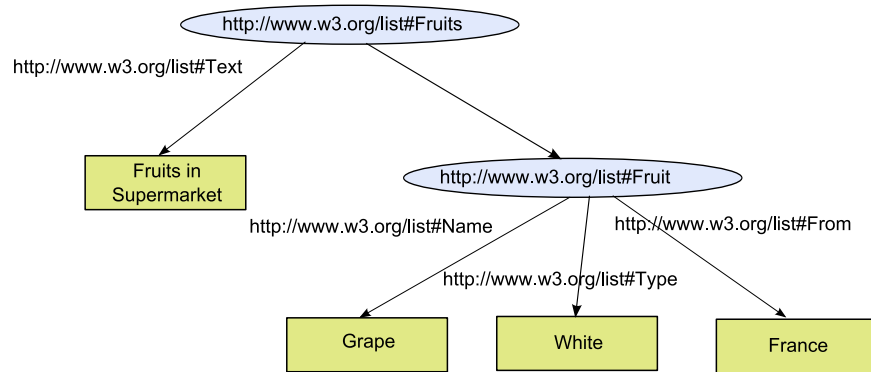 http://www.w3.org/list#Fruits
http://www.w3.org/list#Text
Fruits in
Supermarket
http://www.w3.org/list#Fruit
http://www.w3.org/list#Name
http://www.w3.org/list#From
http://www.w3.org/list#Type
Grape
White
France